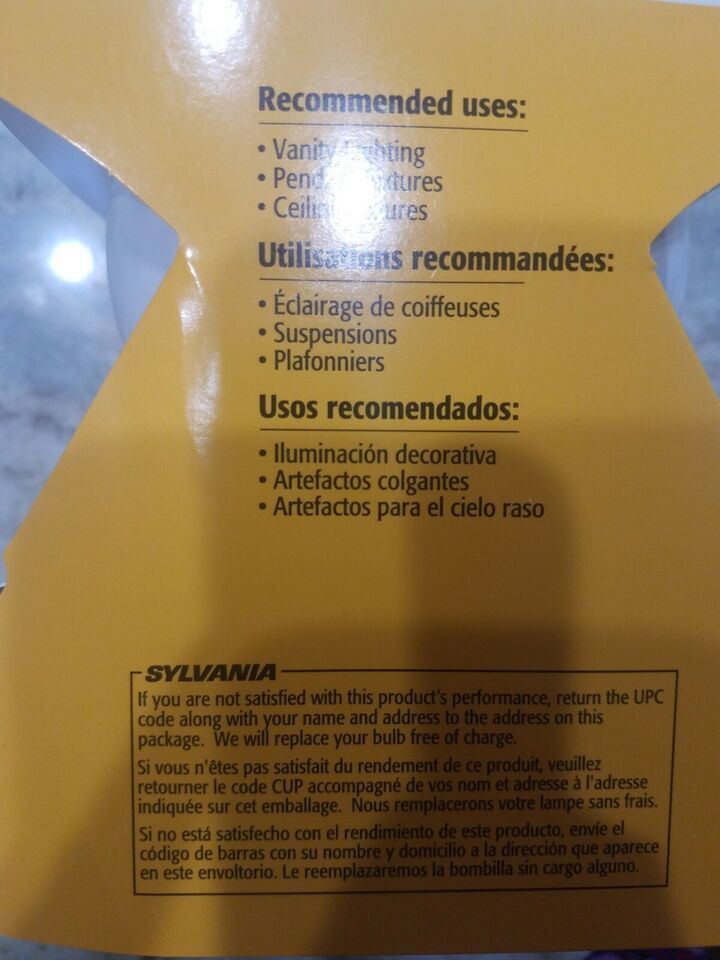 Recommended uses:
• Vanity Lighting
• Pendant Fixtures
• Ceiling Fixtures
Utilisations recommandées:
• Éclairage de coiffeuses
• Suspensions
• Plafonniers
Usos recomendados:
• Iluminación decorativa
• Artefactos colgantes
• Artefactos para el cielo raso
SYLVANIA
If you are not satisfied with this product's performance, return the UPC
code along with your name and address to the address on this
package. We will replace your bulb free of charge.
Si vous n'êtes pas satisfait du rendement de ce produit, veuillez
retourner le code CUP accompagné de vos nom et adresse à l'adresse
indiquée sur cet emballage. Nous remplacerons votre lampe sans frais.
Si no está satisfecho con el rendimiento de este producto, envíe el
código de barras con su nombre y domicilio a la dirección que aparece
en este envoltorio. Le reemplazaremos la bombilla sin cargo alguno.